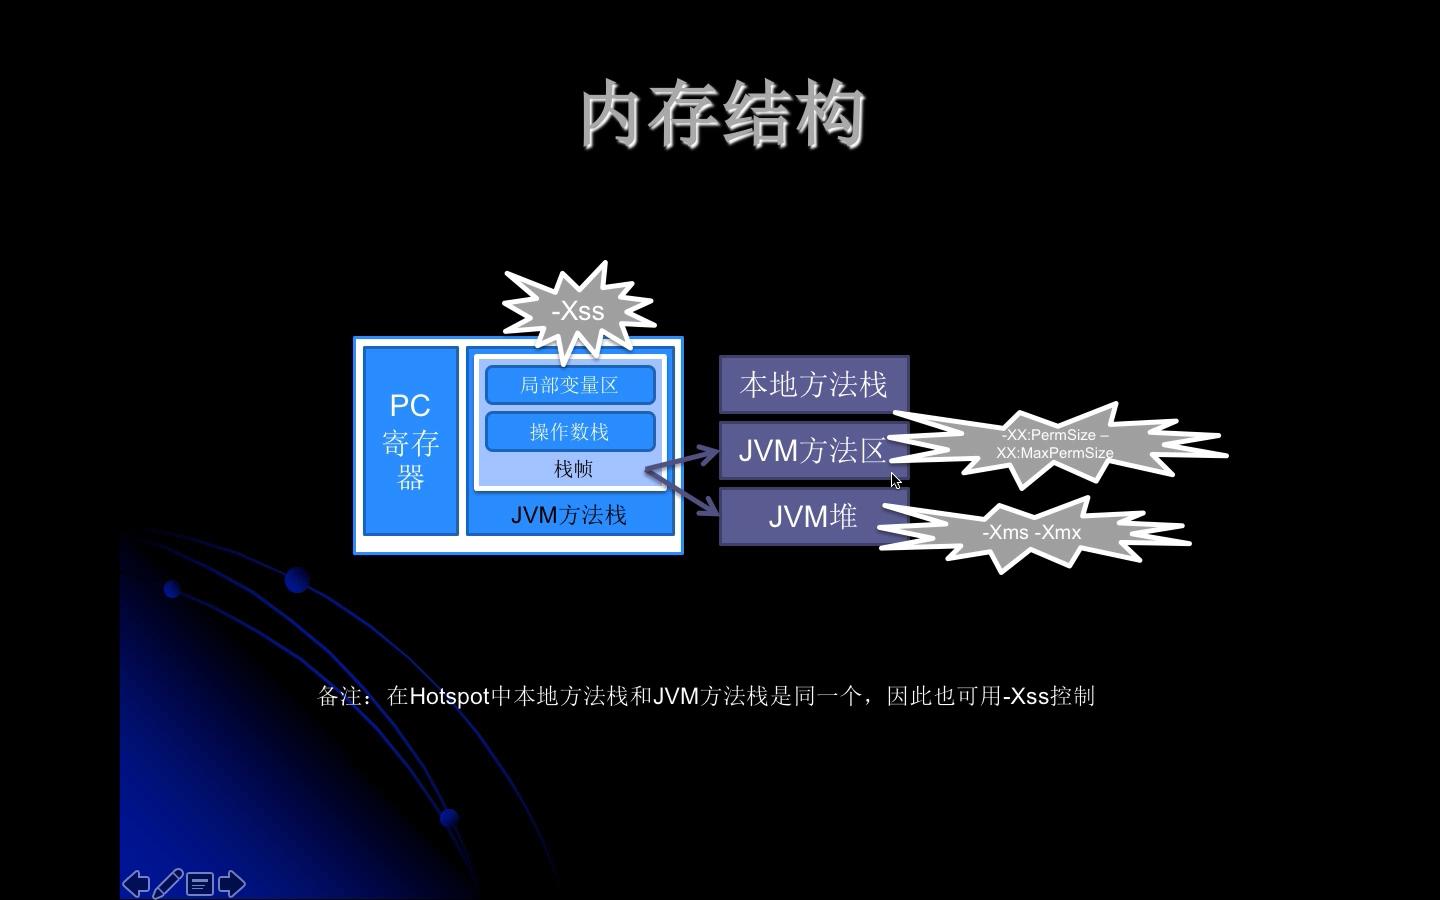 内存结构
-Xss
PC
寄存
器
局部变量区
操作数栈
栈帧
JVM方法栈
本地方法栈
JVM方法区
JVM堆
-XX:PermSize –
XX:MaxPermSize
-Xms -Xmx
备注：在Hotspot中本地方法栈和JVM方法栈是同一个，因此也可用-Xss控制